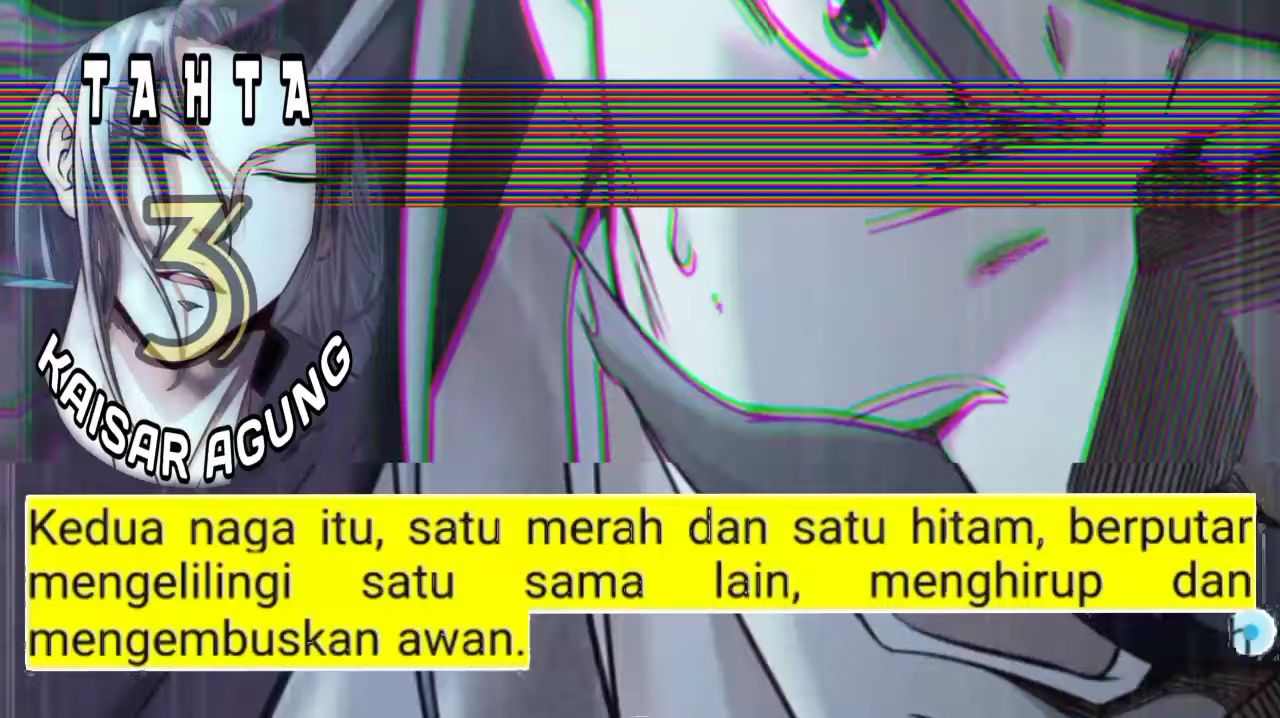 TAHTA
3
KAISAR AGUNG
Kedua naga itu, satu merah dan satu hitam, berputar
mengelilingi satu sama lain, menghirup dan
mengembuskan awan.